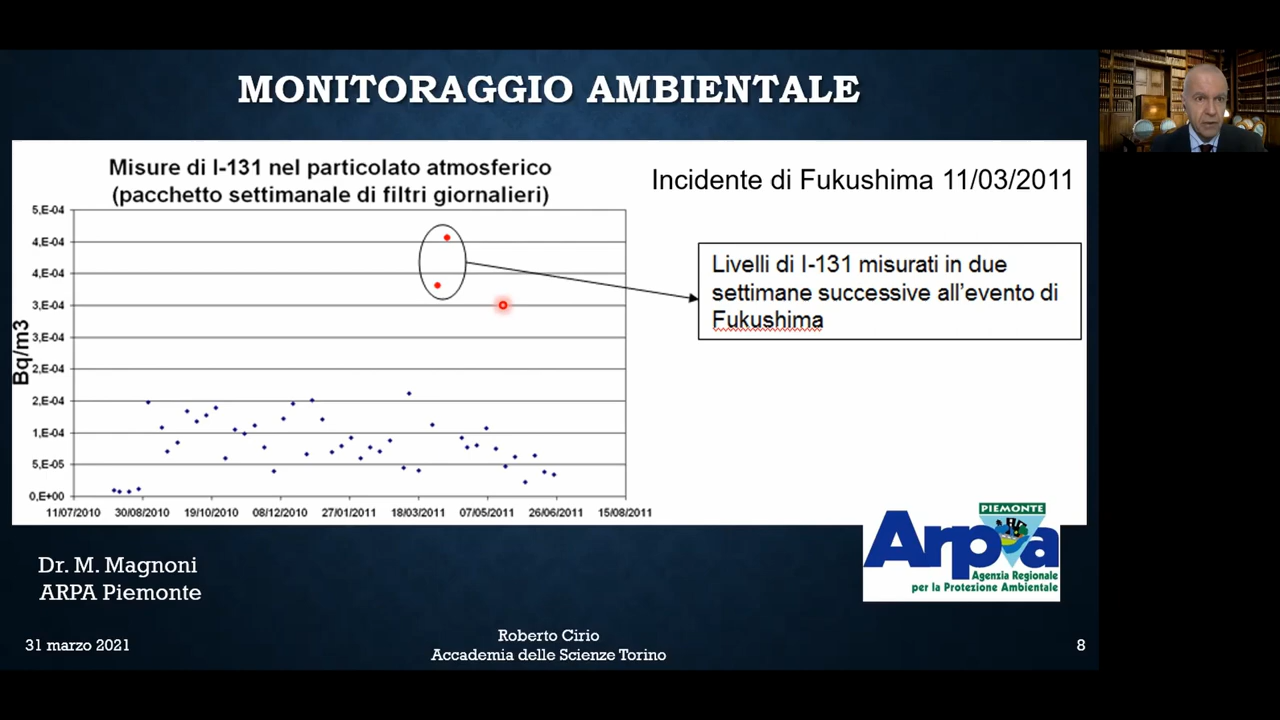 MONITORAGGIO AMBIENTALE
Misure di I-131 nel particolato atmosferico
(pacchetto settimanale di filtri giornalieri)
Incidente di Fukushima 11/03/2011
Livelli di I-131 misurati in due
settimane successive all'evento di
Fukushima
Bq/m3
5,E-04
4,E-04
4,E-04
3,E-04
3,E-04
2,E-04
2,E-04
1,E-04
5,E-05
0,E+00
11/07/2010 30/08/2010 19/10/2010 08/12/2010 27/01/2011 18/03/2011 07/05/2011 26/06/2011 15/08/2011
PIEMONTE
Arpa
Agenzia Regionale
per la Protezione Ambientale
Dr. M. Magnoni
ARPA Piemonte
31 marzo 2021
Roberto Cirio
Accademia delle Scienze Torino
8